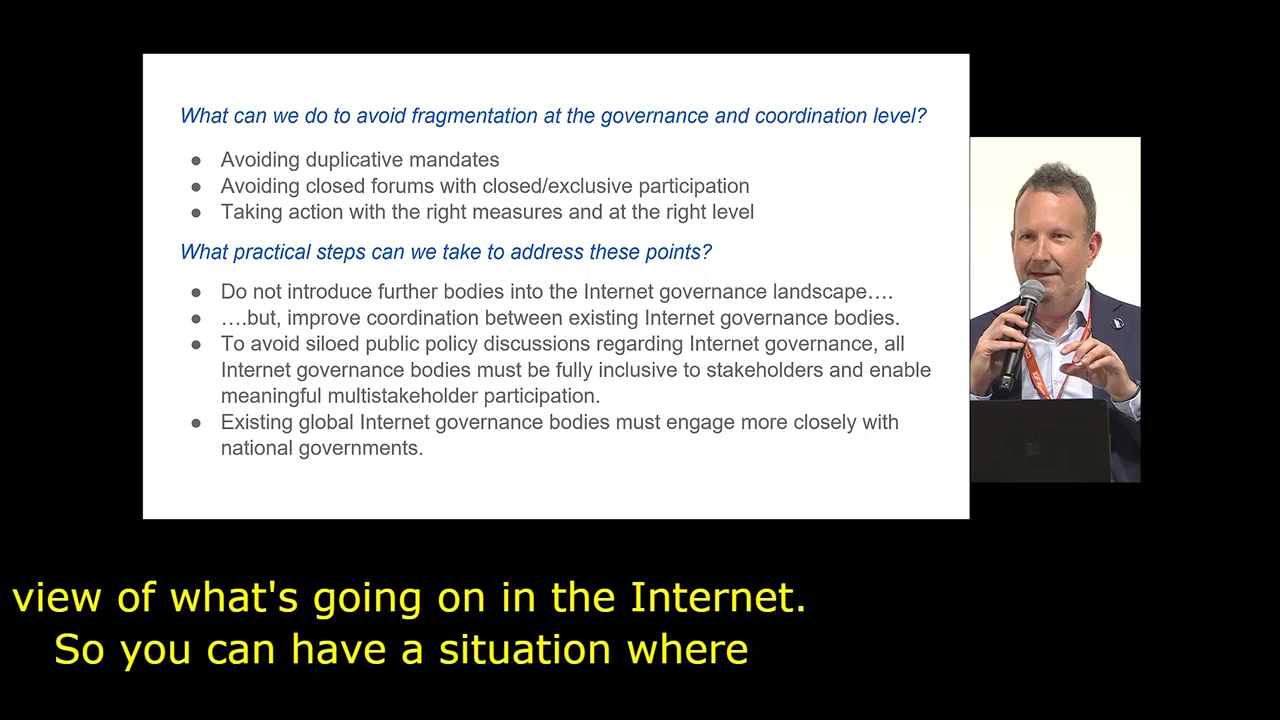 What can we do to avoid fragmentation at the governance and coordination level?
● Avoiding duplicative mandates
● Avoiding closed forums with closed/exclusive participation
● Taking action with the right measures and at the right level
What practical steps can we take to address these points?
● Do not introduce further bodies into the Internet governance landscape….
● ….but, improve coordination between existing Internet governance bodies.
● To avoid siloed public policy discussions regarding Internet governance, all
Internet governance bodies must be fully inclusive to stakeholders and enable
meaningful multistakeholder participation.
● Existing global Internet governance bodies must engage more closely with
national governments.
view of what's going on in the Internet.
So you can have a situation where